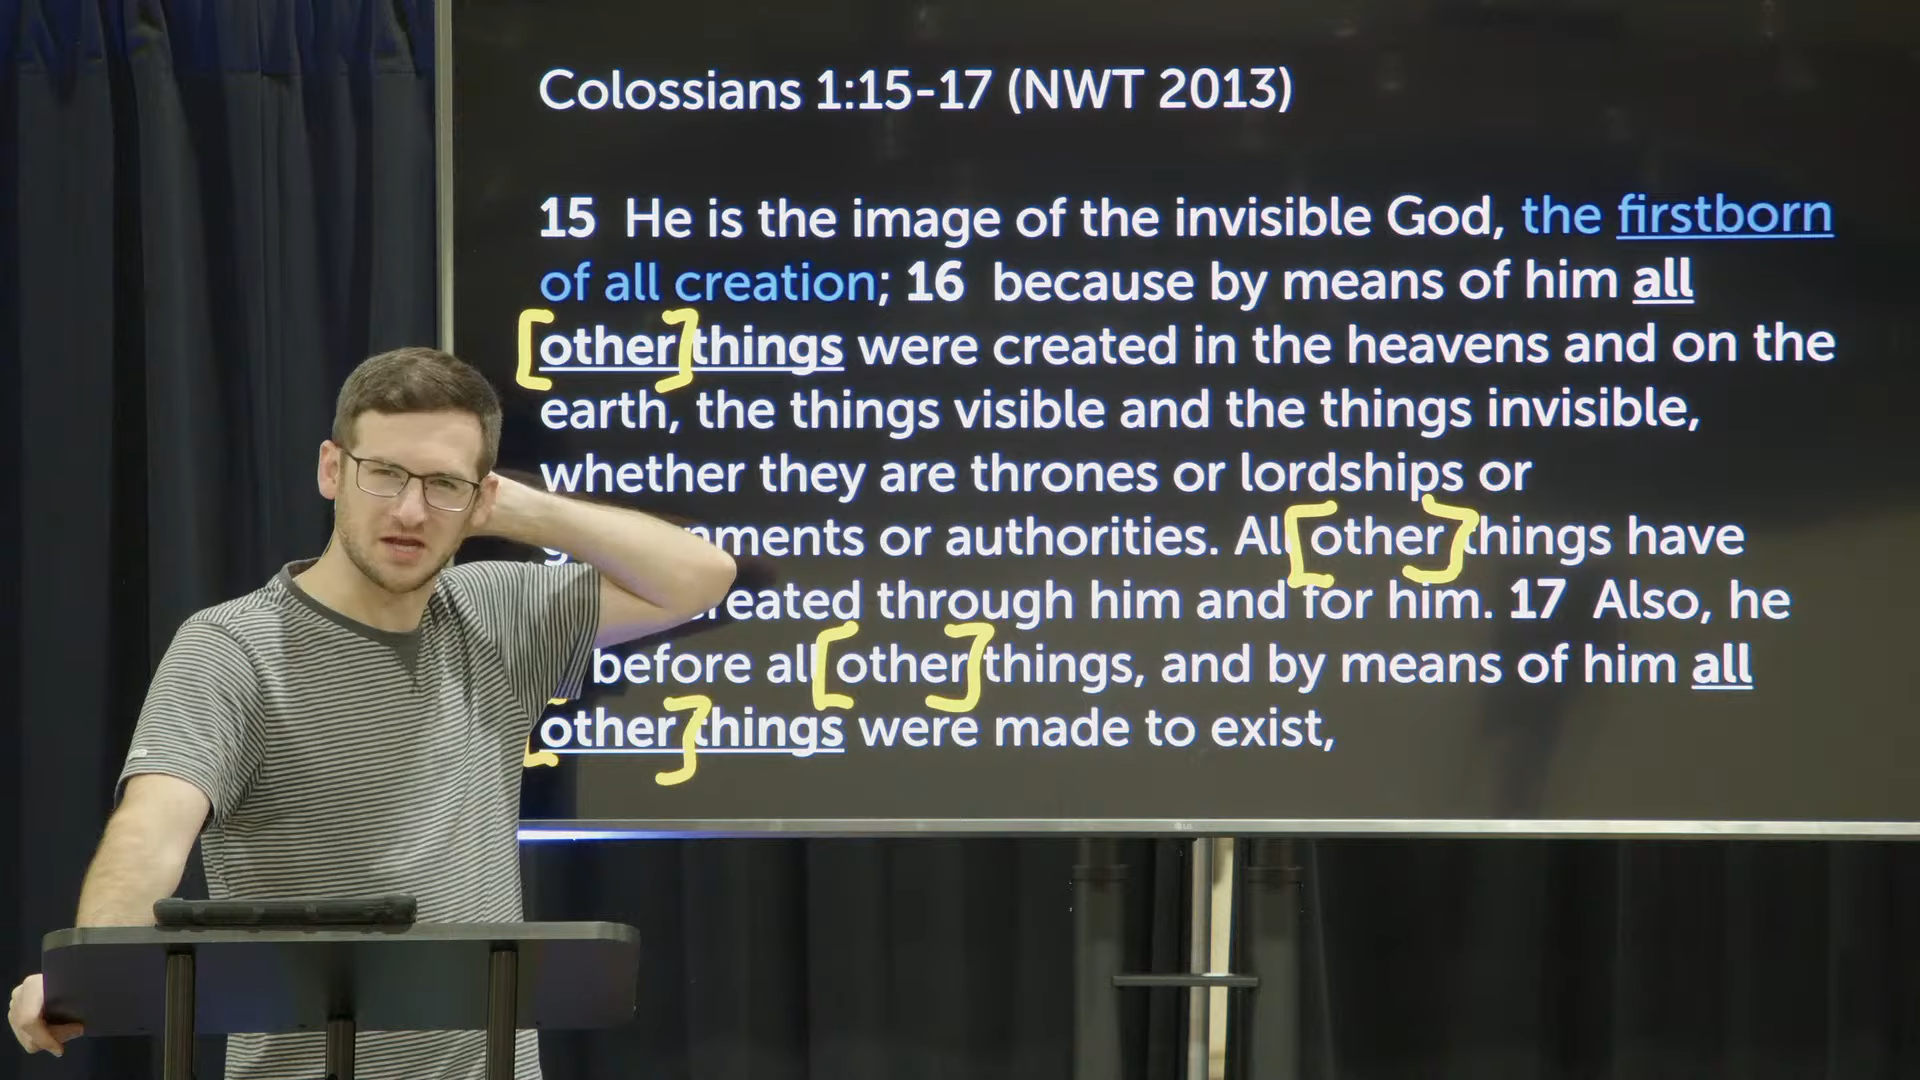 Colossians 1:15-17 (NWT 2013)
15 He is the image of the invisible God, the firstborn
of all creation; 16 because by means of him all
[other] things were created in the heavens and on the
earth, the things visible and the things invisible,
whether they are thrones or lordships or
or authorities. All [other] things have
through him and for him. 17 Also, he
before all [other] things, and by means of him all
[other] things were made to exist,
LG